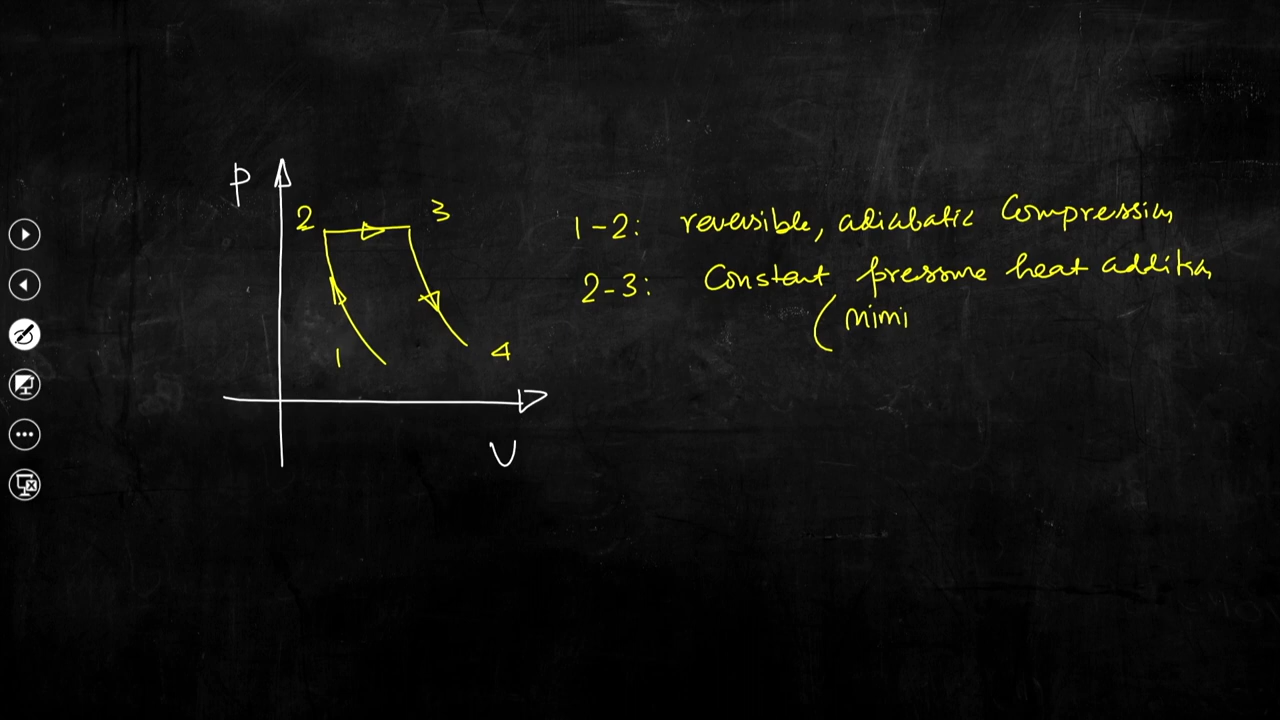 P
2
3
1
4
V
1-2: reversible, adiabatic Compression
2-3: Constant pressure heat addition
(mimi